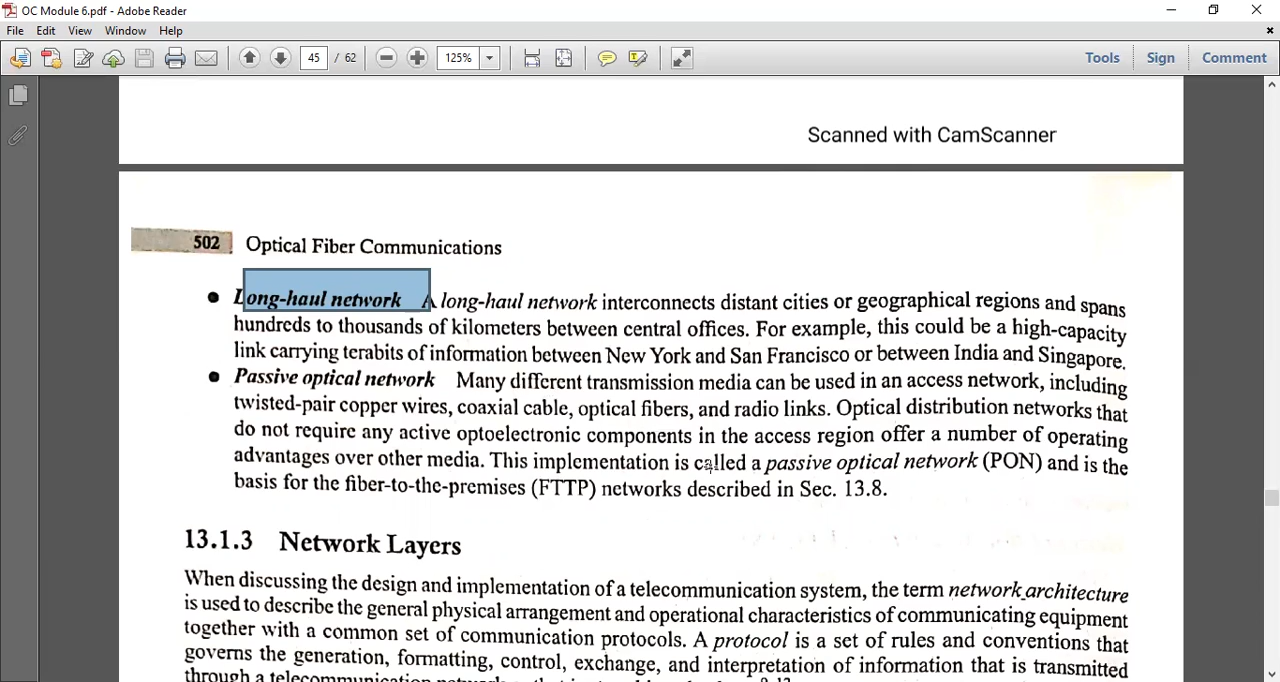 OC Module 6.pdf - Adobe Reader
File Edit View Window Help
45 / 62 125% Tools Sign Comment
Scanned with CamScanner
502 Optical Fiber Communications
• Long-haul network A long-haul network interconnects distant cities or geographical regions and spans
hundreds to thousands of kilometers between central offices. For example, this could be a high-capacity
link carrying terabits of information between New York and San Francisco or between India and Singapore.
• Passive optical network Many different transmission media can be used in an access network, including
twisted-pair copper wires, coaxial cable, optical fibers, and radio links. Optical distribution networks that
do not require any active optoelectronic components in the access region offer a number of operating
advantages over other media. This implementation is called a passive optical network (PON) and is the
basis for the fiber-to-the-premises (FTTP) networks described in Sec. 13.8.
13.1.3 Network Layers
When discussing the design and implementation of a telecommunication system, the term network architecture
is used to describe the general physical arrangement and operational characteristics of communicating equipment
together with a common set of communication protocols. A protocol is a set of rules and conventions that
governs the generation, formatting, control, exchange, and interpretation of information that is transmitted
through a telecommunication